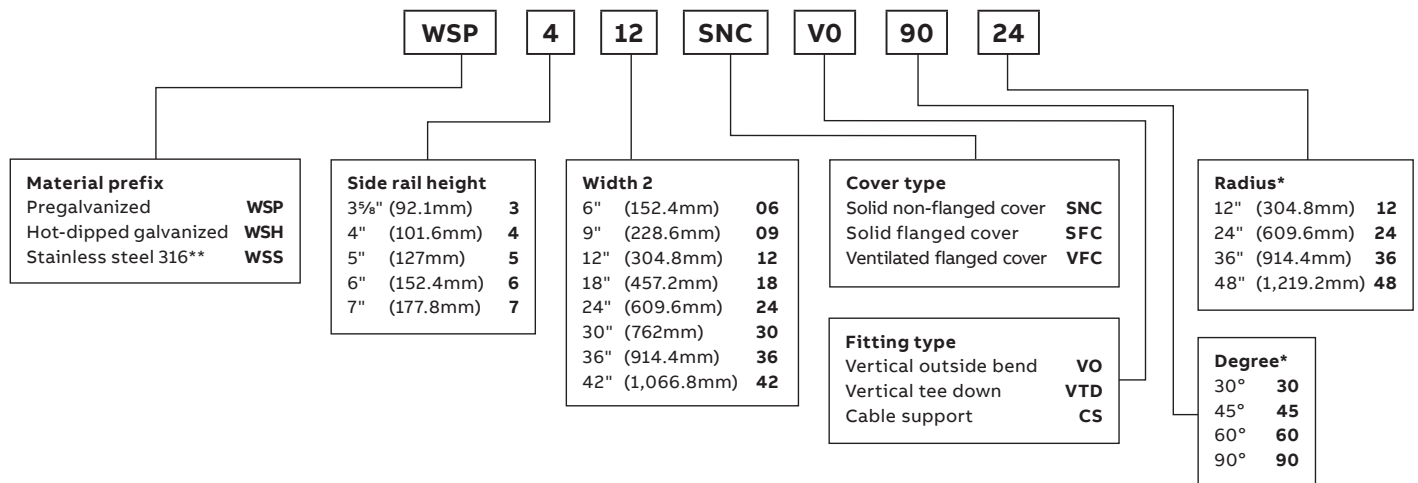 WSP 4 12 SNC V0 90 24
Material prefix
Pregalvanized WSP
Hot-dipped galvanized WSH
Stainless steel 316** WSS
Side rail height
3⅝" (92.1mm) 3
4" (101.6mm) 4
5" (127mm) 5
6" (152.4mm) 6
7" (177.8mm) 7
Width 2
6" (152.4mm) 06
9" (228.6mm) 09
12" (304.8mm) 12
18" (457.2mm) 18
24" (609.6mm) 24
30" (762mm) 30
36" (914.4mm) 36
42" (1,066.8mm) 42
Cover type
Solid non-flanged cover SNC
Solid flanged cover SFC
Ventilated flanged cover VFC
Fitting type
Vertical outside bend VO
Vertical tee down VTD
Cable support CS
Radius*
12" (304.8mm) 12
24" (609.6mm) 24
36" (914.4mm) 36
48" (1,219.2mm) 48
Degree*
30° 30
45° 45
60° 60
90° 90